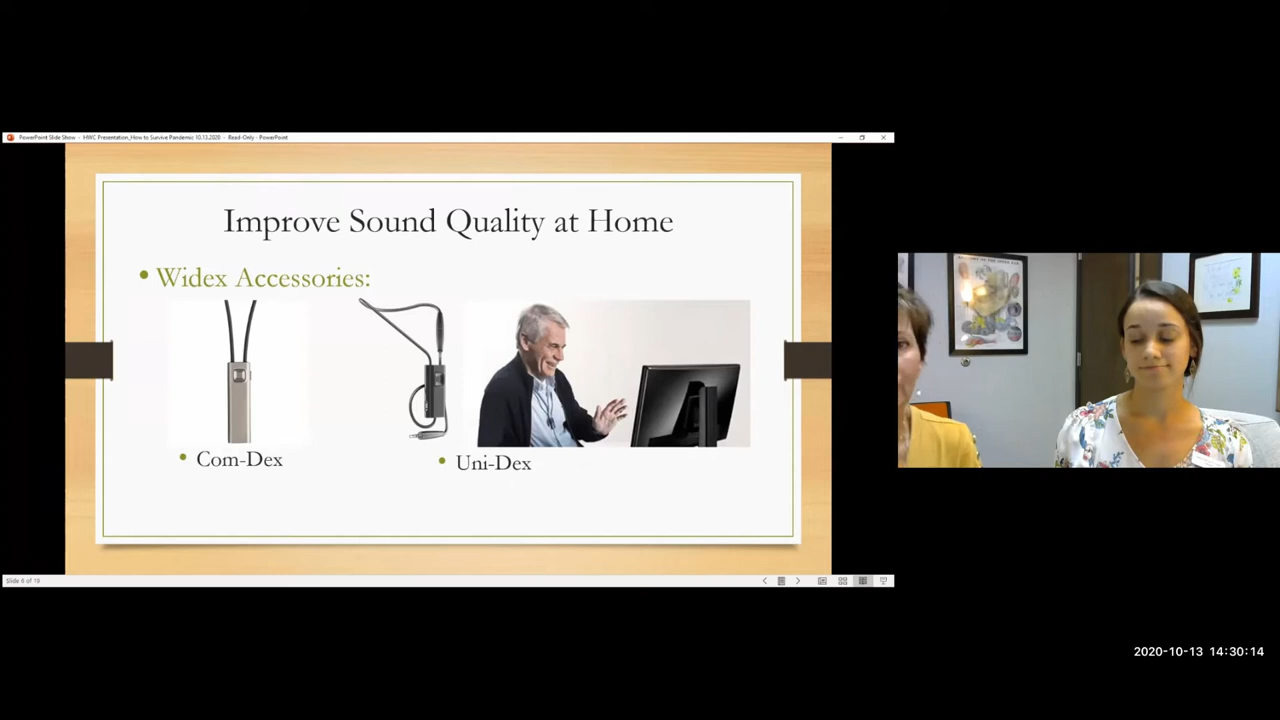 PowerPoint Slide Show - HWC Presentation_How to Survive Pandemic 10.13.2020 - Read-Only - PowerPoint
Improve Sound Quality at Home
• Widex Accessories:
• Com-Dex
• Uni-Dex
Slide 6 of 19
2020-10-13 14:30:14